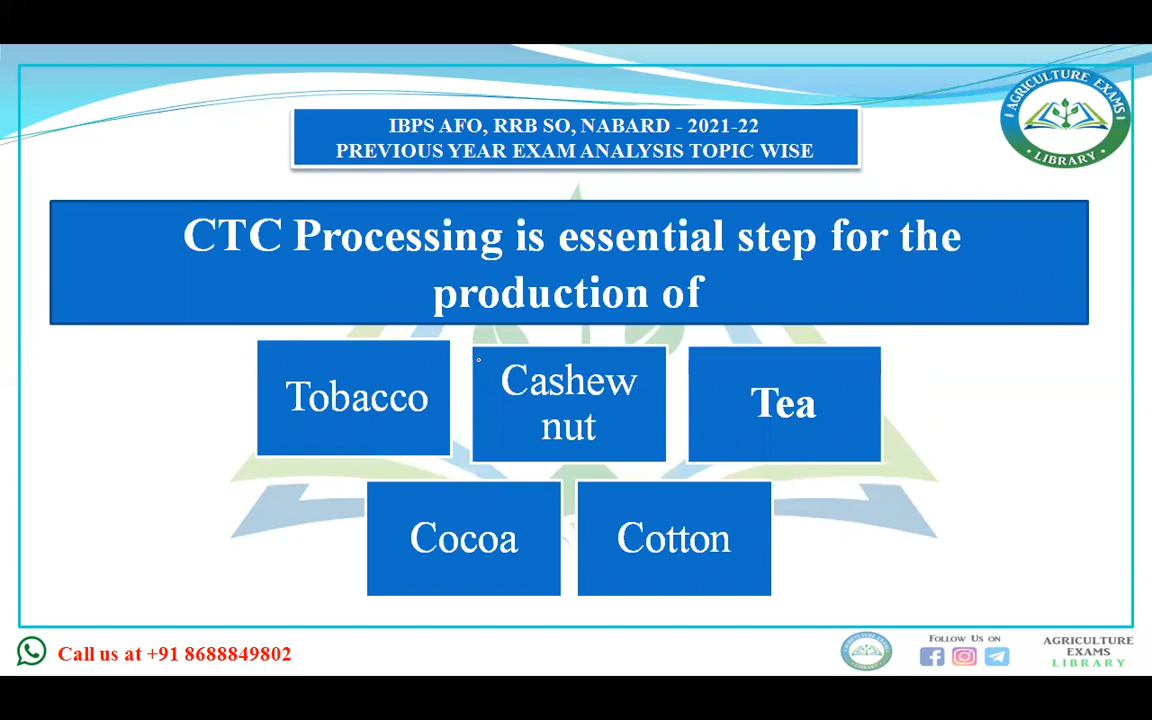 IBPS AFO, RRB SO, NABARD - 2021-22
PREVIOUS YEAR EXAM ANALYSIS TOPIC WISE
AGRICULTURE EXAMS
LIBRARY
CTC Processing is essential step for the
production of
Tobacco
Cashew
nut
Tea
Cocoa
Cotton
Call us at +91 8688849802
FOLLOW US ON
AGRICULTURE
EXAMS
LIBRARY